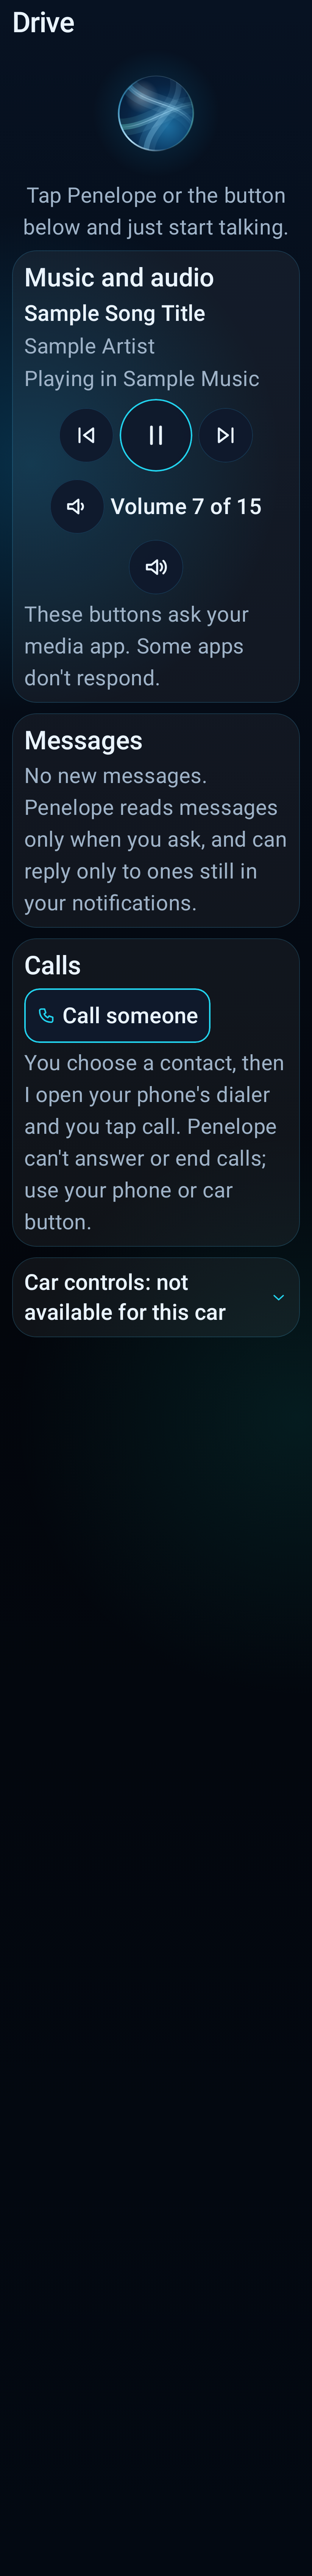 Drive
Tap Penelope or the button
below and just start talking.
Music and audio
Sample Song Title
Sample Artist
Playing in Sample Music
Volume 7 of 15
These buttons ask your
media app. Some apps
don't respond.
Messages
No new messages.
Penelope reads messages
only when you ask, and can
reply only to ones still in
your notifications.
Calls
Call someone
You choose a contact, then
I open your phone's dialer
and you tap call. Penelope
can't answer or end calls;
use your phone or car
button.
Car controls: not
available for this car